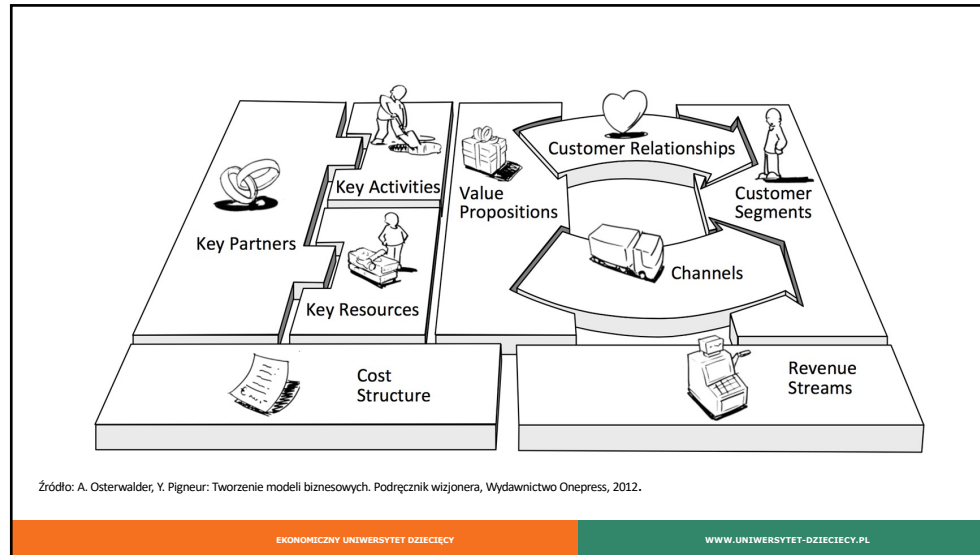 Key Partners
Key Activities
Key Resources
Value
Propositions
Customer Relationships
Channels
Customer
Segments
Cost
Structure
Revenue
Streams
Źródło: A. Osterwalder, Y. Pigneur: Tworzenie modeli biznesowych. Podręcznik wizjonera, Wydawnictwo Onepress, 2012.
EKONOMICZNY UNIWERSYTET DZIECIĘCY
WWW.UNIWERSYTET-DZIECIECY.PL